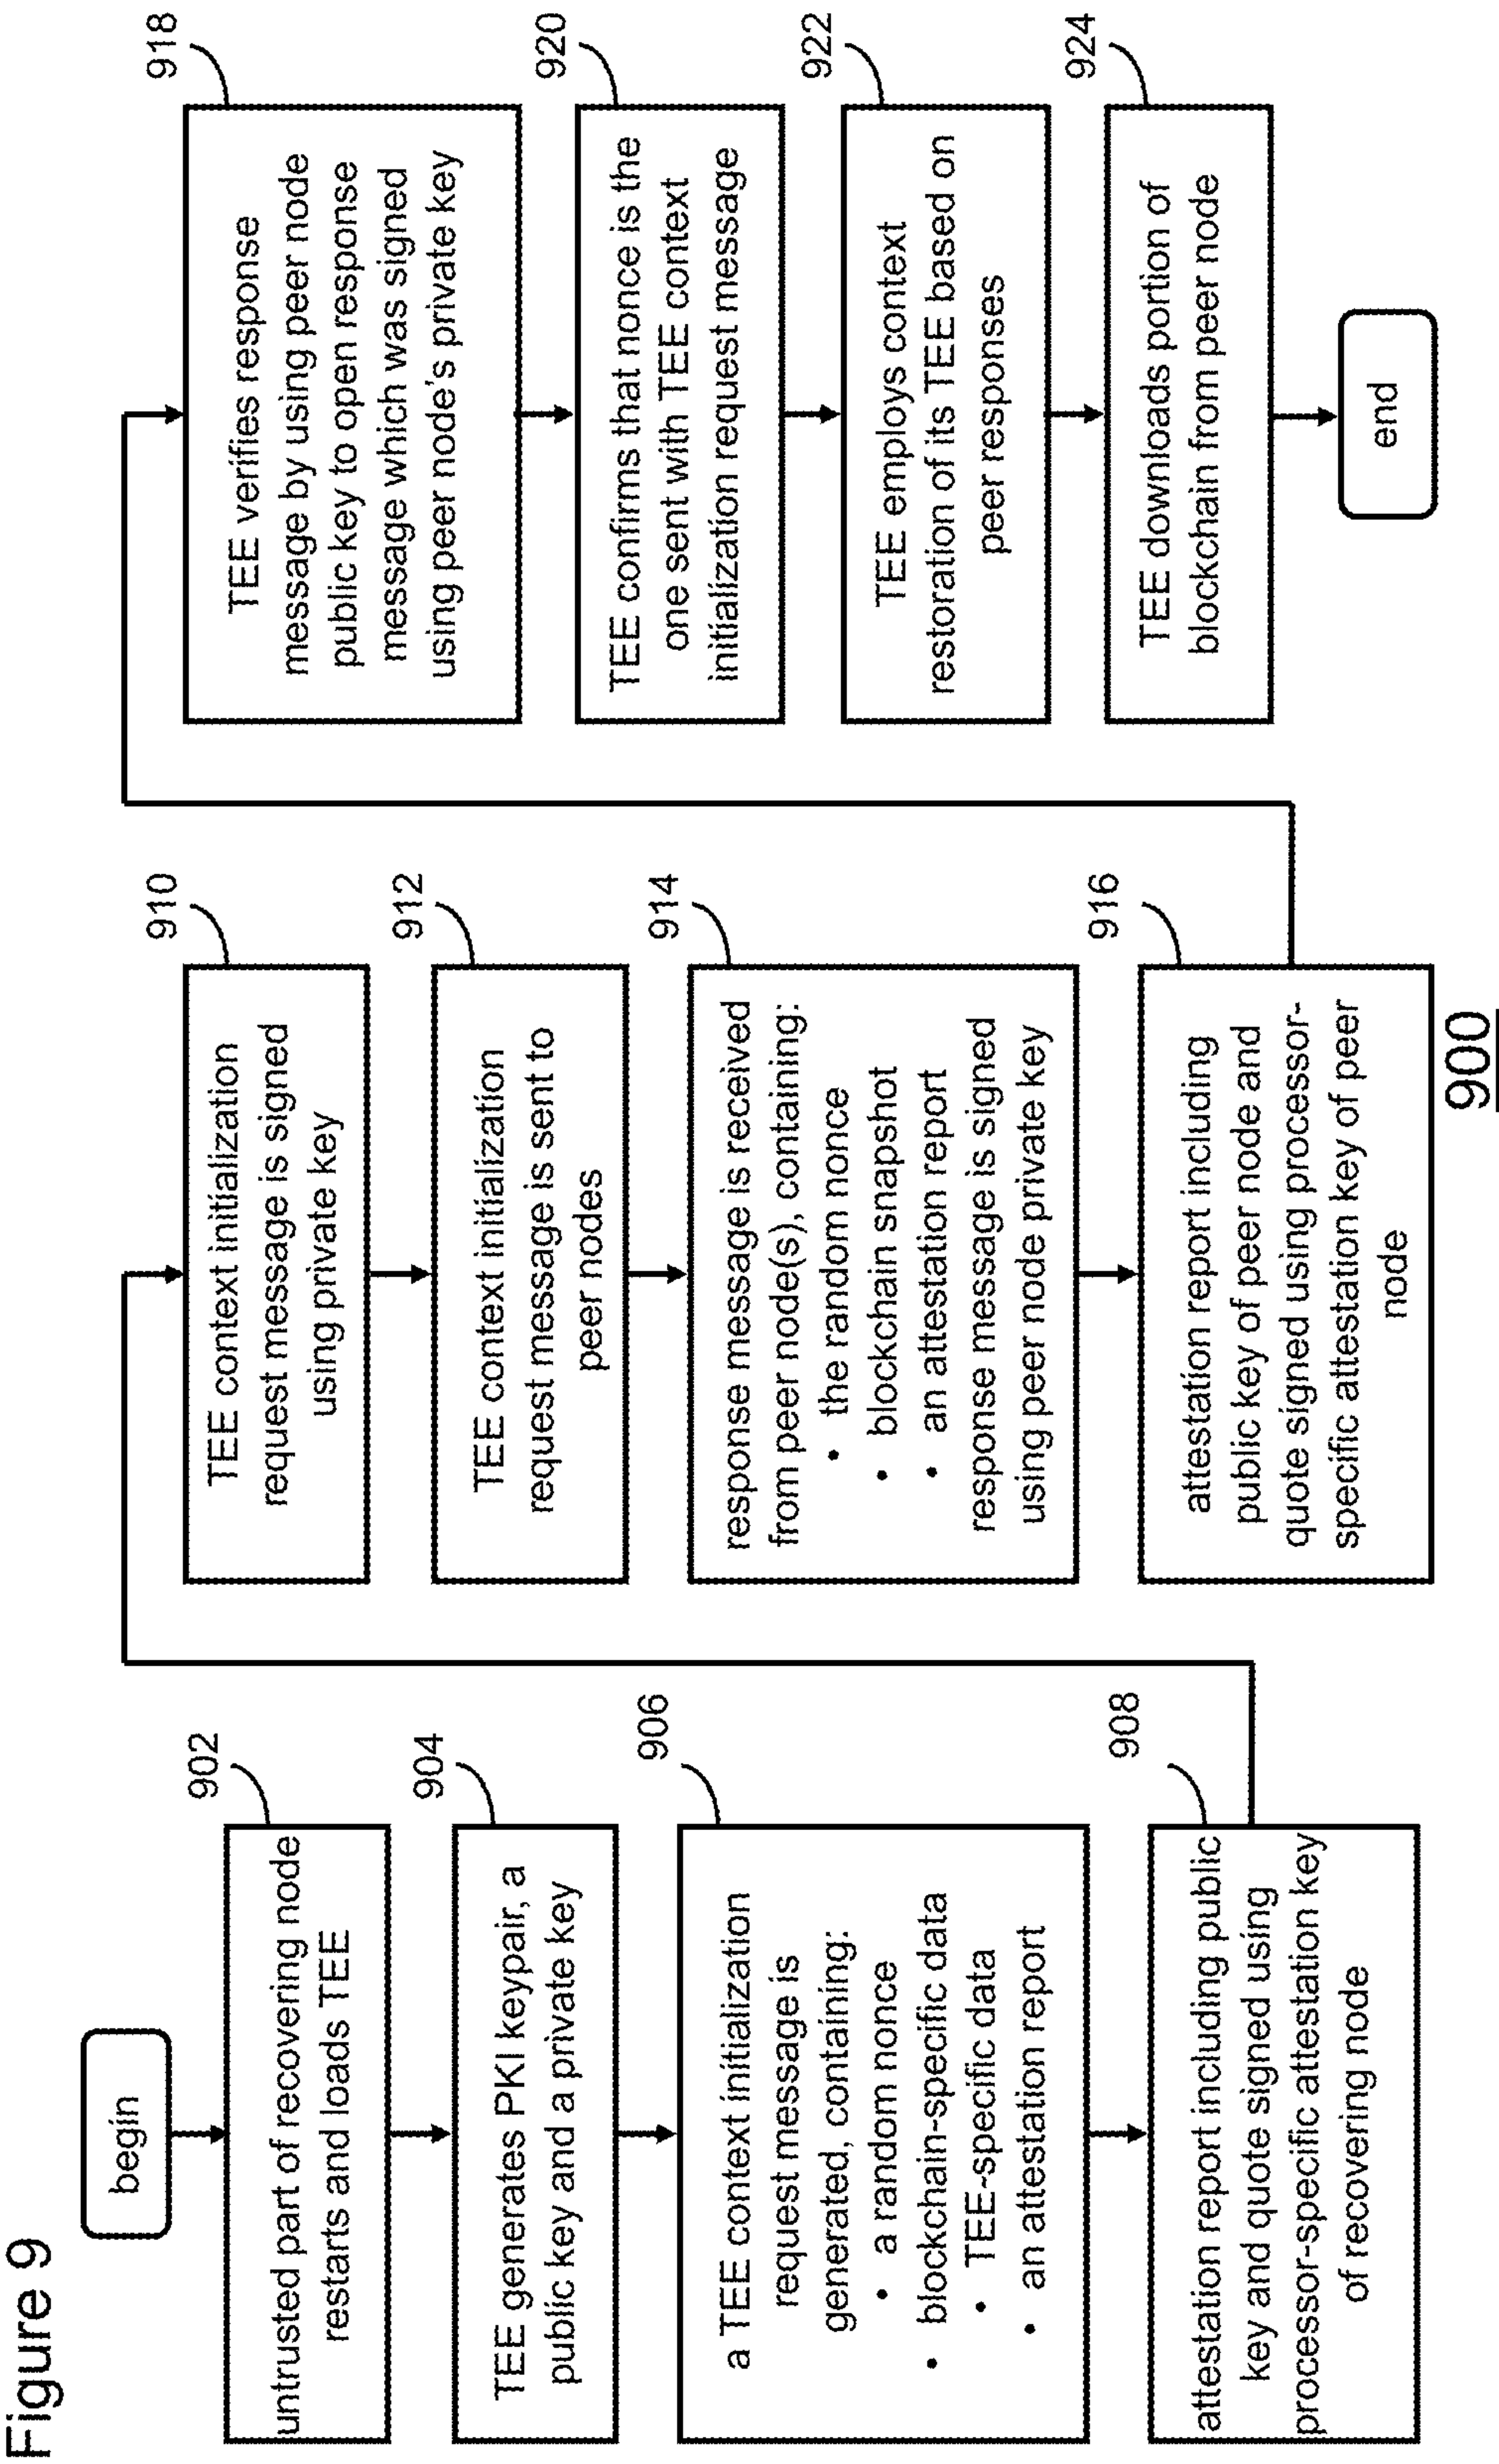 Figure 9
begin
902
untrusted part of recovering node
restarts and loads TEE
904
TEE generates PKI keypair, a
public key and a private key
906
a TEE context initialization
request message is
generated, containing:
• a random nonce
• blockchain-specific data
• TEE-specific data
• an attestation report
908
attestation report including public
key and quote signed using
processor-specific attestation key
of recovering node
910
TEE context initialization
request message is signed
using private key
912
TEE context initialization
request message is sent to
peer nodes
914
response message is received
from peer node(s), containing:
• the random nonce
• blockchain snapshot
• an attestation report
response message is signed
using peer node private key
916
attestation report including
public key of peer node and
quote signed using processor-
specific attestation key of peer
node
918
TEE verifies response
message by using peer node
public key to open response
message which was signed
using peer node's private key
920
TEE confirms that nonce is the
one sent with TEE context
initialization request message
922
TEE employs context
restoration of its TEE based on
peer responses
924
TEE downloads portion of
blockchain from peer node
end
900